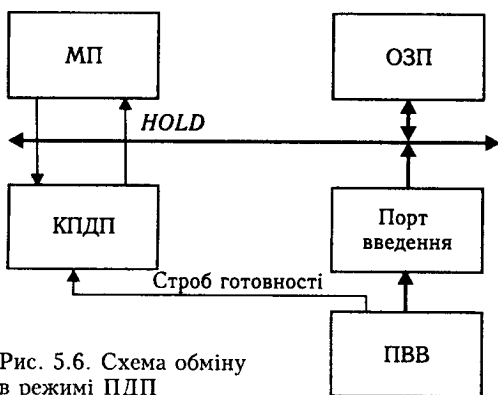 МП
ОЗП
HOLD
КПДП
Порт
введення
Строб готовності
ПВВ
Рис. 5.6. Схема обміну
в режимі ПДП